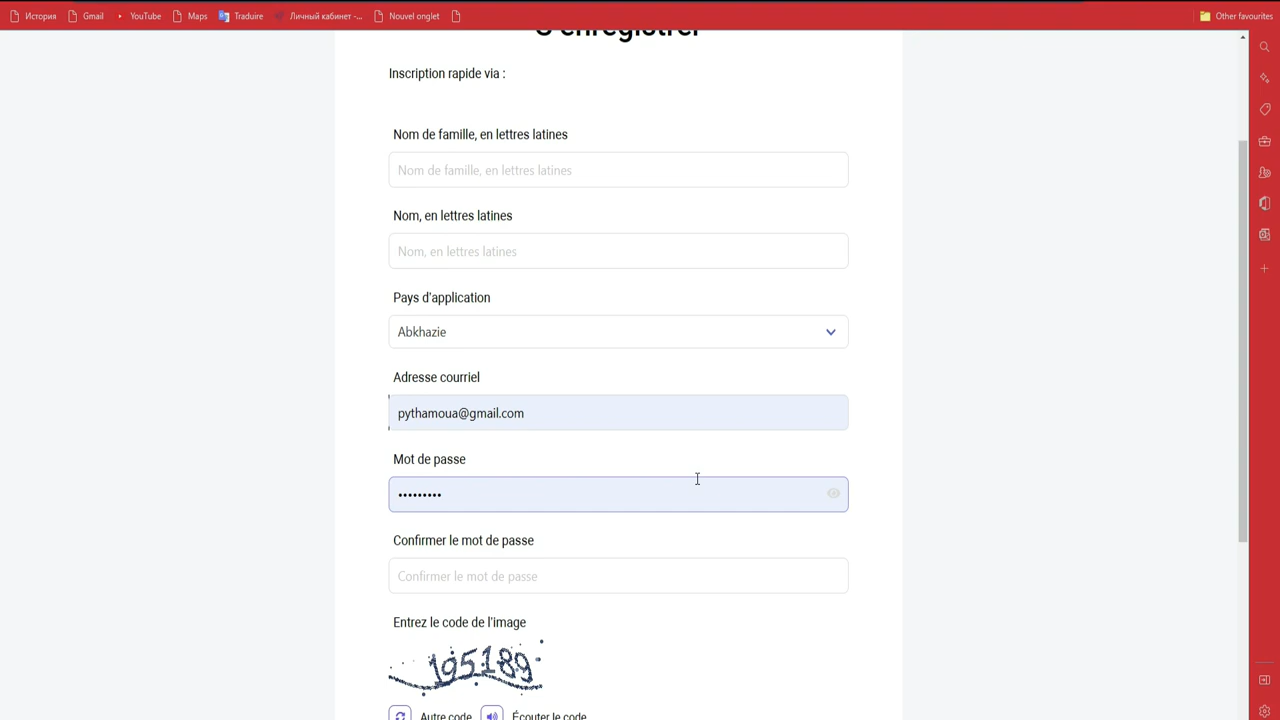 История Gmail YouTube Maps Traduire Личный кабинет -... Nouvel onglet Other favourites
S'enregistrer
Inscription rapide via :
Nom de famille, en lettres latines
Nom de famille, en lettres latines
Nom, en lettres latines
Nom, en lettres latines
Pays d'application
Abkhazie
Adresse courriel
pythamoua@gmail.com
Mot de passe
•••••••••
Confirmer le mot de passe
Confirmer le mot de passe
Entrez le code de l'image
195189
Autre code Écouter le code